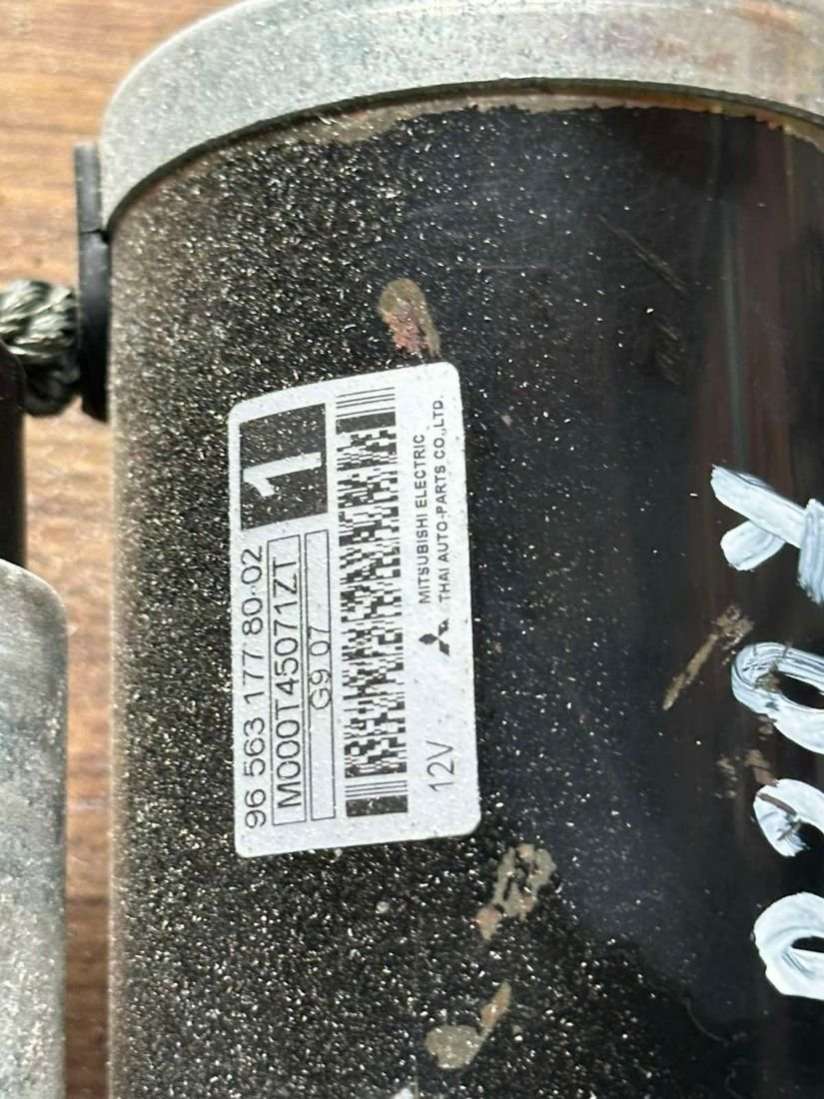 1
96 563 177 80-02
M000T45071ZT
G9 07
MITSUBISHI ELECTRIC
THAI AUTO-PARTS CO.,LTD.
12V